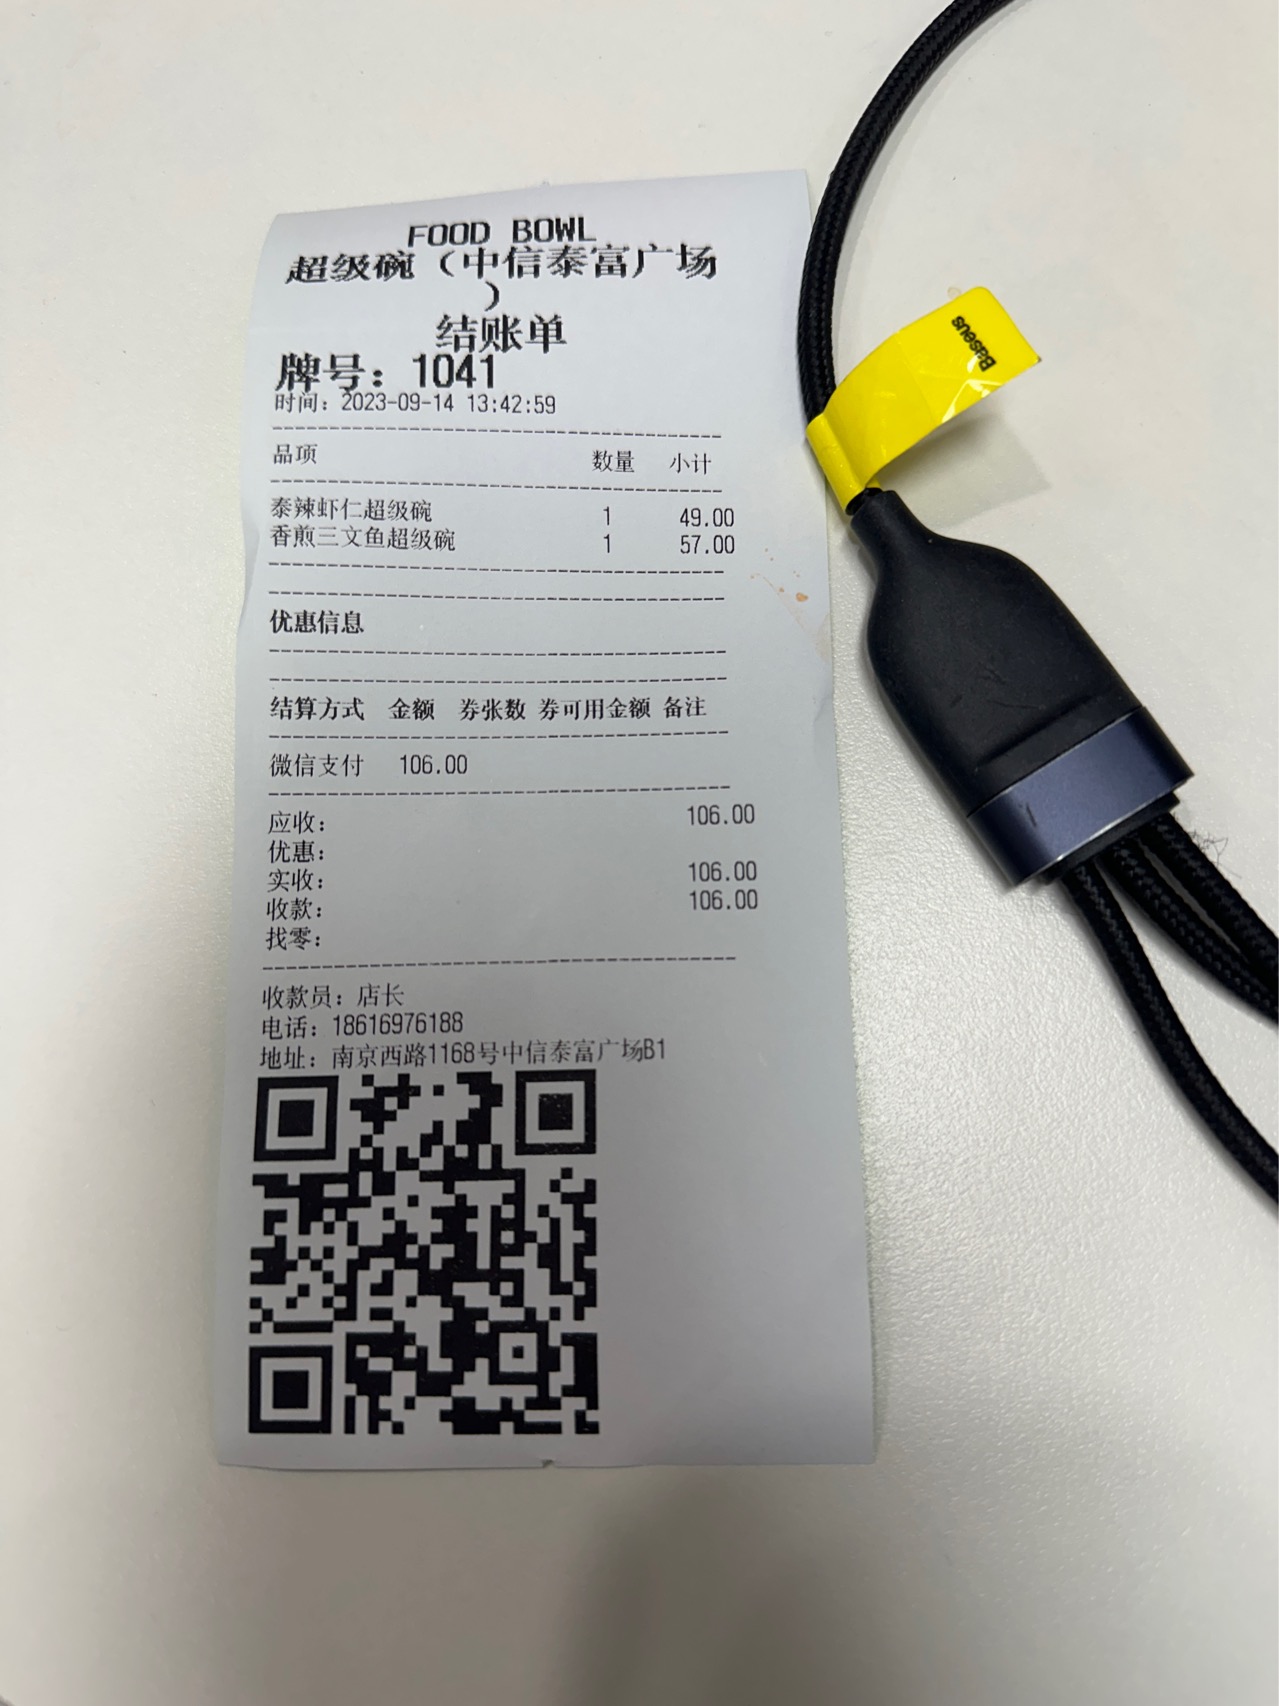 FOOD BOWL
超级碗（中信泰富广场
）
结账单
牌号：1041
时间：2023-09-14 13:42:59
品项 数量 小计
泰辣虾仁超级碗 1 49.00
香煎三文鱼超级碗 1 57.00
优惠信息
结算方式 金额 券张数 券可用金额 备注
微信支付 106.00
应收： 106.00
优惠：
实收： 106.00
收款： 106.00
找零：
收款员：店长
电话：18616976188
地址：南京西路1168号中信泰富广场B1
Baseus